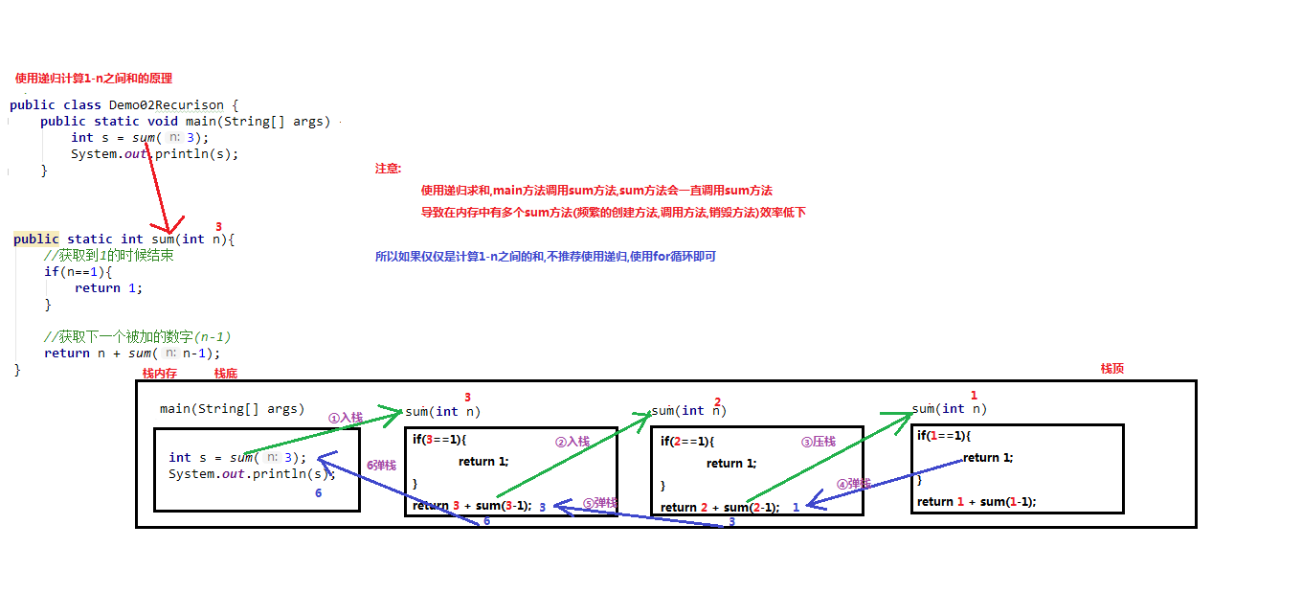 使用递归计算1-n之间和的原理
public class Demo02Recurison {
public static void main(String[] args)
int s = sum( n: 3);
System.out.println(s);
}
注意:
使用递归求和,main方法调用sum方法,sum方法会一直调用sum方法
导致在内存中有多个sum方法(频繁的创建方法,调用方法,销毁方法)效率低下
所以如果仅仅是计算1-n之间的和,不推荐使用递归,使用for循环即可
3
public static int sum(int n){
//获取到1的时候结束
if(n==1){
return 1;
}
//获取下一个被加的数字(n-1)
return n + sum( n: n-1);
}
栈内存 栈底 栈顶
main(String[] args)
int s = sum( n: 3);
System.out.println(s);
6
①入栈
3
sum(int n)
if(3==1){
return 1;
}
return 3 + sum(3-1); 3
6
6弹栈
②入栈
⑤弹栈
2
sum(int n)
if(2==1){
return 1;
}
return 2 + sum(2-1); 1
3
③压栈
④弹栈
1
sum(int n)
if(1==1){
return 1;
}
return 1 + sum(1-1);